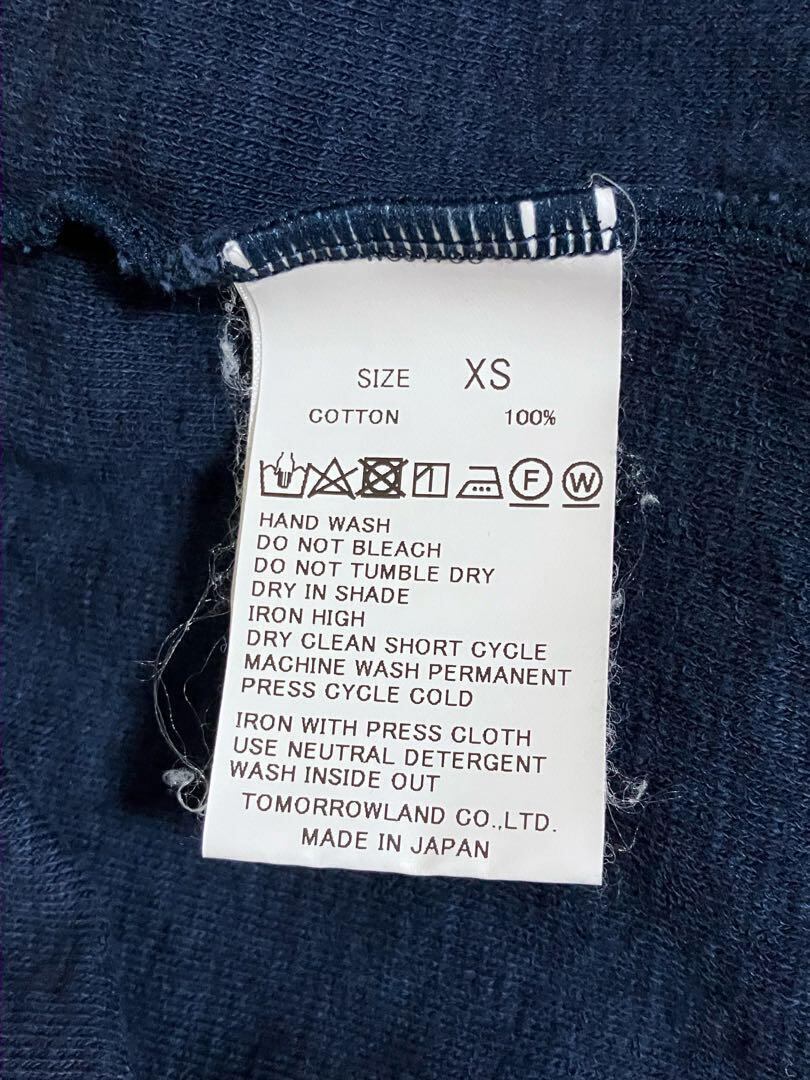 SIZE XS
COTTON 100%
F W
HAND WASH
DO NOT BLEACH
DO NOT TUMBLE DRY
DRY IN SHADE
IRON HIGH
DRY CLEAN SHORT CYCLE
MACHINE WASH PERMANENT
PRESS CYCLE COLD
IRON WITH PRESS CLOTH
USE NEUTRAL DETERGENT
WASH INSIDE OUT
TOMORROWLAND CO.,LTD.
MADE IN JAPAN